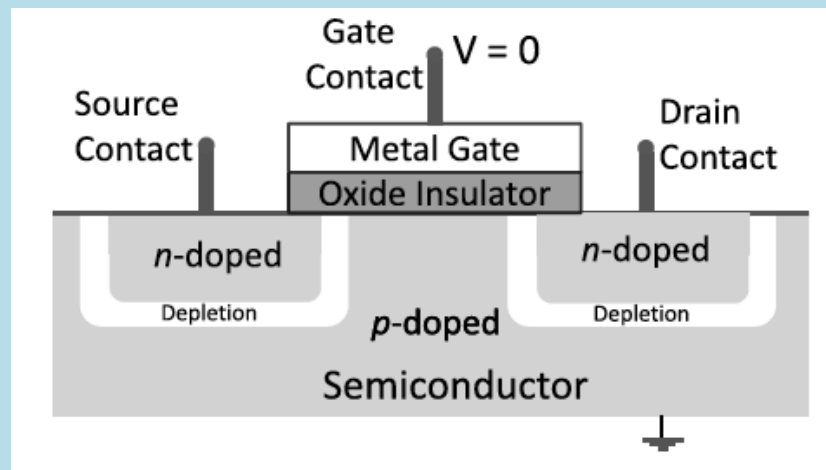 Gate
Contact
V = 0
Source
Contact
Drain
Contact
Metal Gate
Oxide Insulator
n-doped
n-doped
Depletion
Depletion
p-doped
Semiconductor